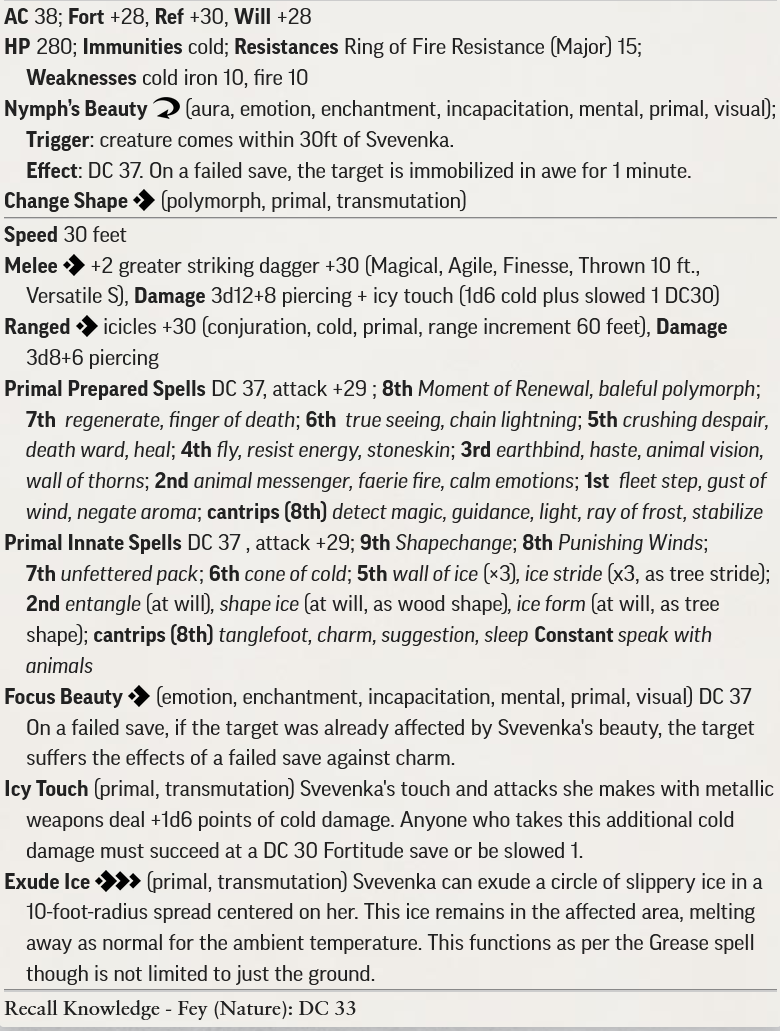 AC 38; Fort +28, Ref +30, Will +28
HP 280; Immunities cold; Resistances Ring of Fire Resistance (Major) 15;
Weaknesses cold iron 10, fire 10
Nymph's Beauty (aura, emotion, enchantment, incapacitation, mental, primal, visual);
Trigger: creature comes within 30ft of Svevenka.
Effect: DC 37. On a failed save, the target is immobilized in awe for 1 minute.
Change Shape (polymorph, primal, transmutation)
Speed 30 feet
Melee +2 greater striking dagger +30 (Magical, Agile, Finesse, Thrown 10 ft.,
Versatile S), Damage 3d12+8 piercing + icy touch (1d6 cold plus slowed 1 DC30)
Ranged icicles +30 (conjuration, cold, primal, range increment 60 feet), Damage
3d8+6 piercing
Primal Prepared Spells DC 37, attack +29 ; 8th Moment of Renewal, baleful polymorph;
7th regenerate, finger of death; 6th true seeing, chain lightning; 5th crushing despair,
death ward, heal; 4th fly, resist energy, stoneskin; 3rd earthbind, haste, animal vision,
wall of thorns; 2nd animal messenger, faerie fire, calm emotions; 1st fleet step, gust of
wind, negate aroma; cantrips (8th) detect magic, guidance, light, ray of frost, stabilize
Primal Innate Spells DC 37 , attack +29; 9th Shapechange; 8th Punishing Winds;
7th unfettered pack; 6th cone of cold; 5th wall of ice (×3), ice stride (x3, as tree stride);
2nd entangle (at will), shape ice (at will, as wood shape), ice form (at will, as tree
shape); cantrips (8th) tanglefoot, charm, suggestion, sleep Constant speak with
animals
Focus Beauty (emotion, enchantment, incapacitation, mental, primal, visual) DC 37
On a failed save, if the target was already affected by Svevenka's beauty, the target
suffers the effects of a failed save against charm.
Icy Touch (primal, transmutation) Svevenka's touch and attacks she makes with metallic
weapons deal +1d6 points of cold damage. Anyone who takes this additional cold
damage must succeed at a DC 30 Fortitude save or be slowed 1.
Exude Ice (primal, transmutation) Svevenka can exude a circle of slippery ice in a
10-foot-radius spread centered on her. This ice remains in the affected area, melting
away as normal for the ambient temperature. This functions as per the Grease spell
though is not limited to just the ground.
Recall Knowledge - Fey (Nature): DC 33